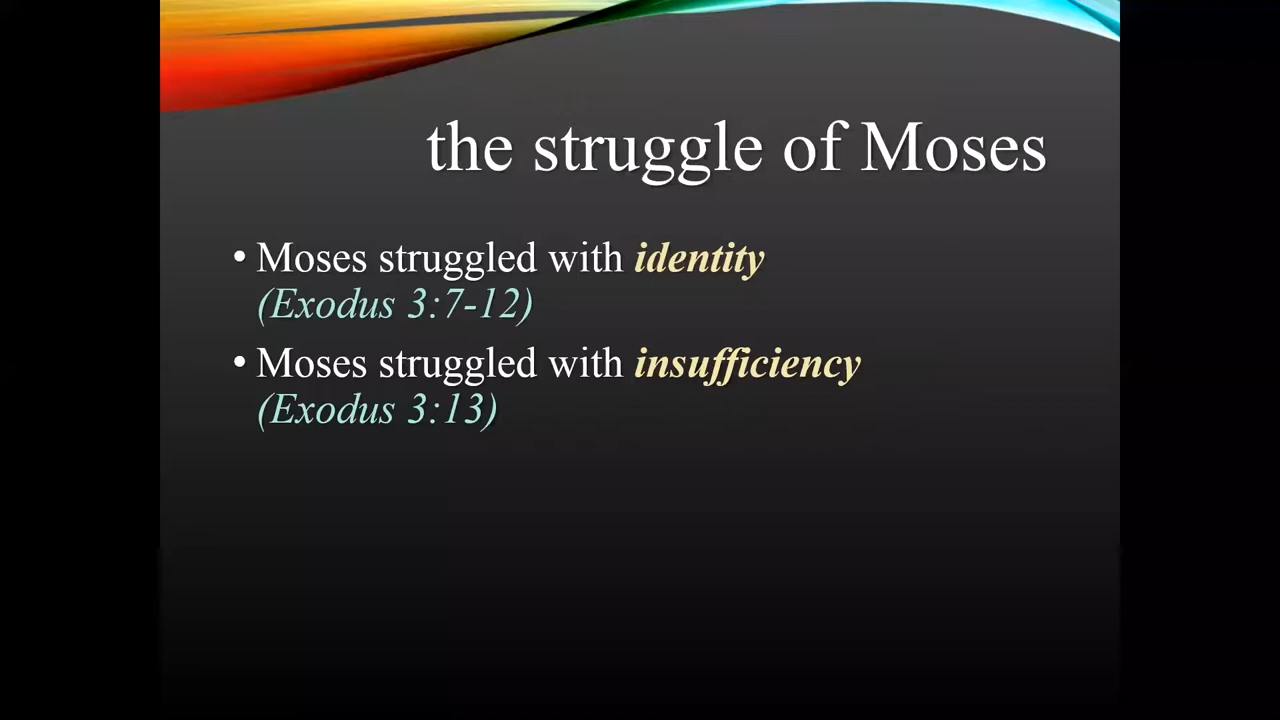 the struggle of Moses
• Moses struggled with identity
(Exodus 3:7-12)
• Moses struggled with insufficiency
(Exodus 3:13)